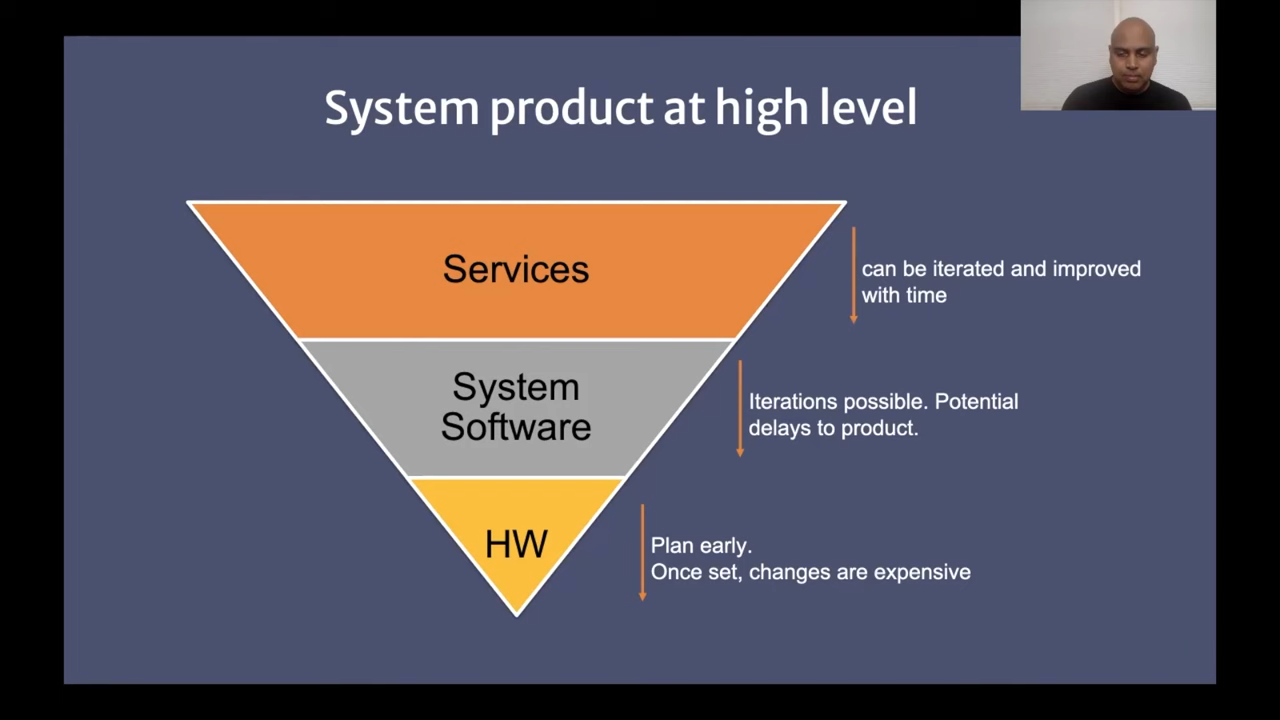 System product at high level
Services
can be iterated and improved
with time
System
Software
Iterations possible. Potential
delays to product.
HW
Plan early.
Once set, changes are expensive